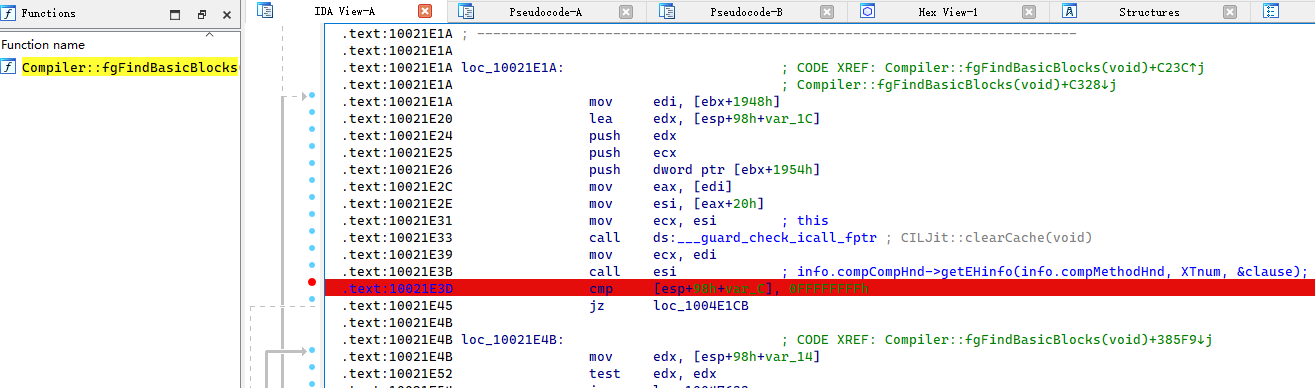 Functions
Function name
Compiler::fgFindBasicBlocks
IDA View-A Pseudocode-A Pseudocode-B Hex View-1 Structures
.text:10021E1A ; ---------------------------------------------------------------------------
.text:10021E1A
.text:10021E1A loc_10021E1A: ; CODE XREF: Compiler::fgFindBasicBlocks(void)+C23C↑j
.text:10021E1A ; Compiler::fgFindBasicBlocks(void)+C328↓j
.text:10021E1A mov edi, [ebx+1948h]
.text:10021E20 lea edx, [esp+98h+var_1C]
.text:10021E24 push edx
.text:10021E25 push ecx
.text:10021E26 push dword ptr [ebx+1954h]
.text:10021E2C mov eax, [edi]
.text:10021E2E mov esi, [eax+20h]
.text:10021E31 mov ecx, esi ; this
.text:10021E33 call ds:___guard_check_icall_fptr ; CILJit::clearCache(void)
.text:10021E39 mov ecx, edi
.text:10021E3B call esi ; info.compCompHnd->getEHinfo(info.compMethodHnd, XTnum, &clause);
.text:10021E3D cmp [esp+98h+var_C], 0FFFFFFFFh
.text:10021E45 jz loc_1004E1CB
.text:10021E4B
.text:10021E4B loc_10021E4B: ; CODE XREF: Compiler::fgFindBasicBlocks(void)+385F9↓j
.text:10021E4B mov edx, [esp+98h+var_14]
.text:10021E52 test edx, edx